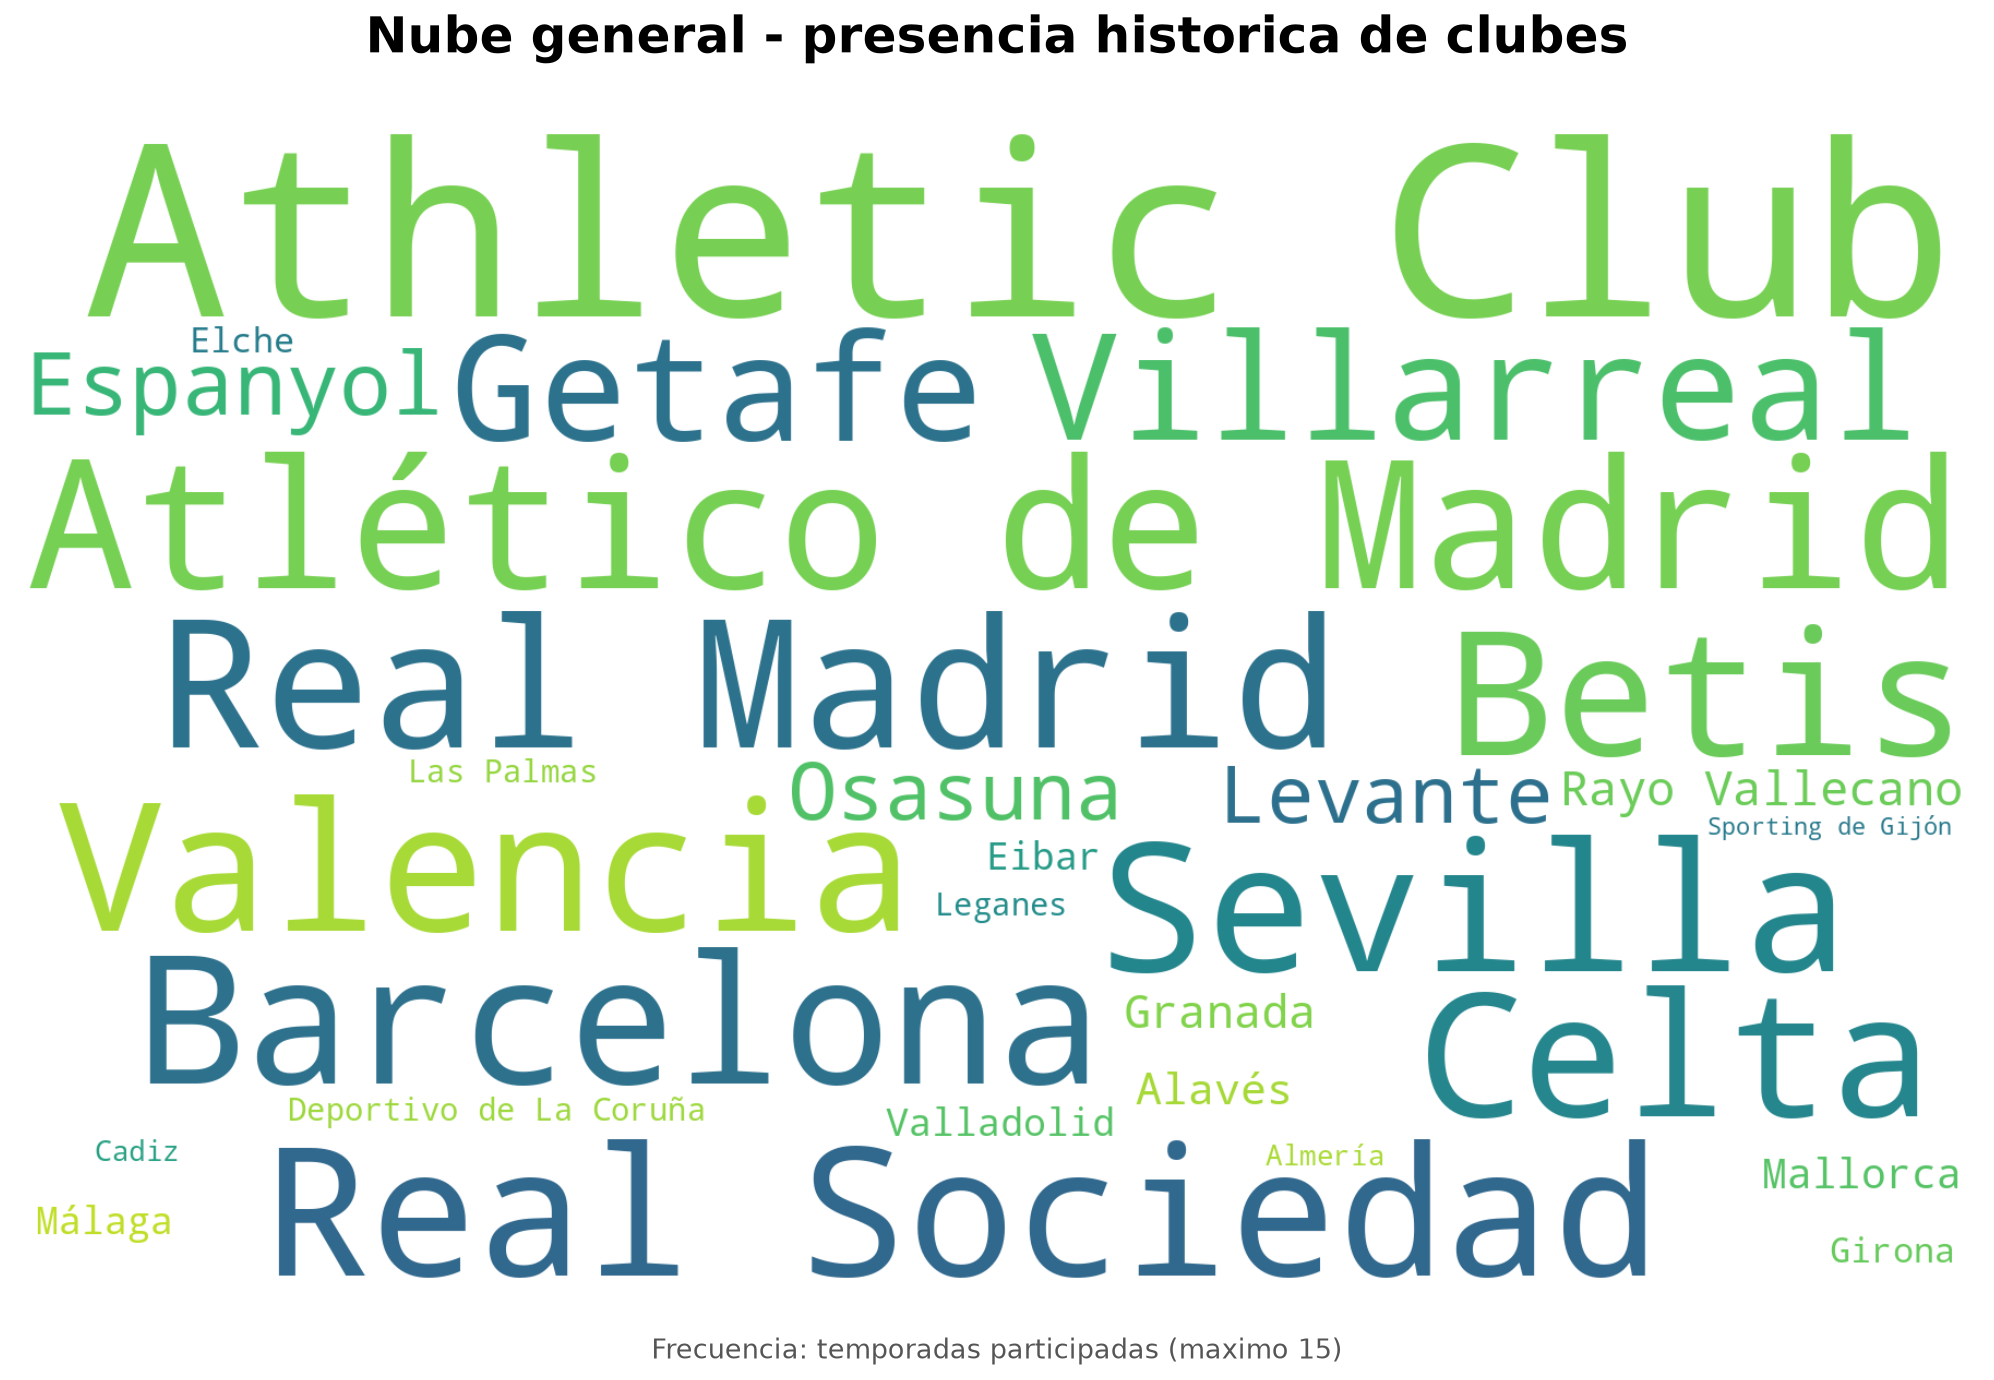 Nube general - presencia historica de clubes
Athletic Club
Elche
Espanyol
Getafe
Villarreal
Atlético de Madrid
Real Madrid
Betis
Las Palmas
Osasuna
Levante
Rayo Vallecano
Sporting de Gijón
Valencia
Eibar
Leganes
Sevilla
Barcelona
Granada
Celta
Alavés
Deportivo de La Coruña
Valladolid
Cadiz
Real Sociedad
Almería
Mallorca
Málaga
Girona
Frecuencia: temporadas participadas (maximo 15)